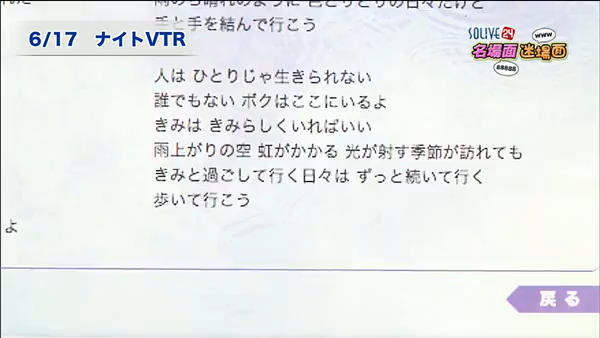 6/17 ナイトVTR
SOLiVE24
名場面 迷場面
www
88888
手と手を結んで行こう
人は ひとりじゃ生きられない
誰でもない ボクはここにいるよ
きみは きみらしくいればいい
雨上がりの空 虹がかかる 光が射す季節が訪れても
きみと過ごして行く日々は ずっと続いて行く
歩いて行こう
よ
戻る